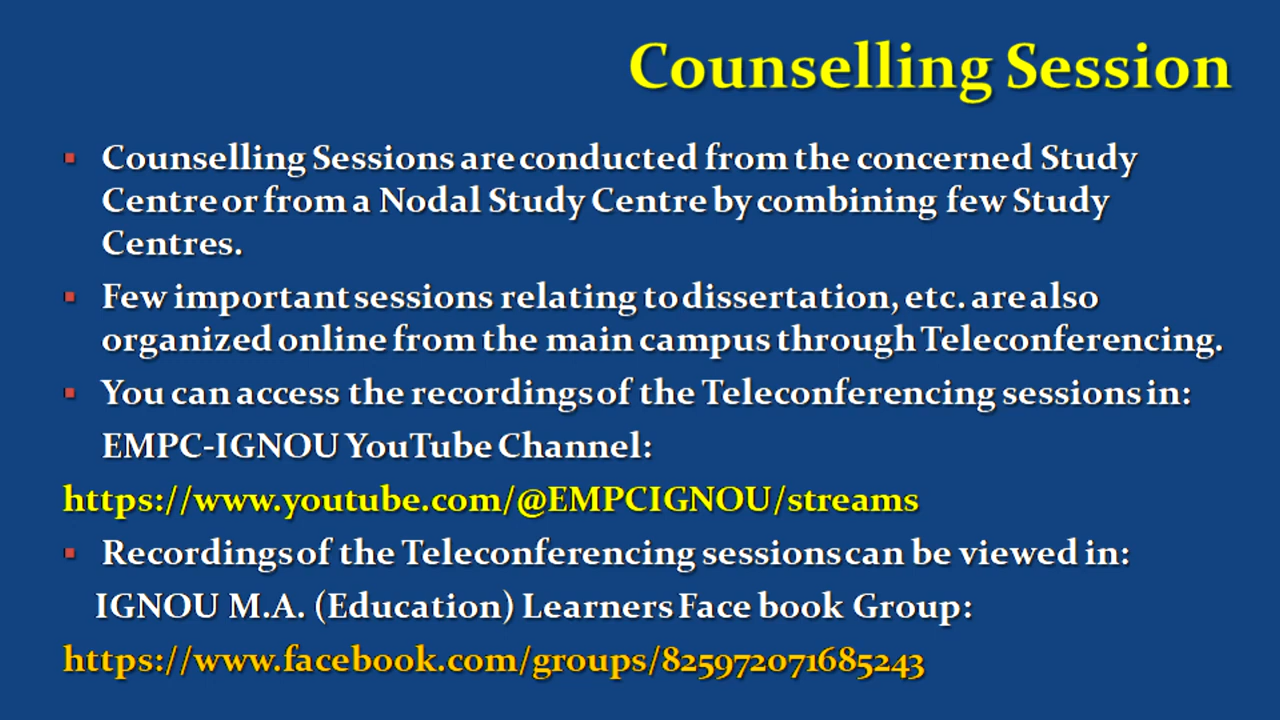 Counselling Session
▪ Counselling Sessions are conducted from the concerned Study
Centre or from a Nodal Study Centre by combining few Study
Centres.
▪ Few important sessions relating to dissertation, etc. are also
organized online from the main campus through Teleconferencing.
▪ You can access the recordings of the Teleconferencing sessions in:
EMPC-IGNOU YouTube Channel:
https://www.youtube.com/@EMPCIGNOU/streams
▪ Recordings of the Teleconferencing sessions can be viewed in:
IGNOU M.A. (Education) Learners Face book Group:
https://www.facebook.com/groups/825972071685243